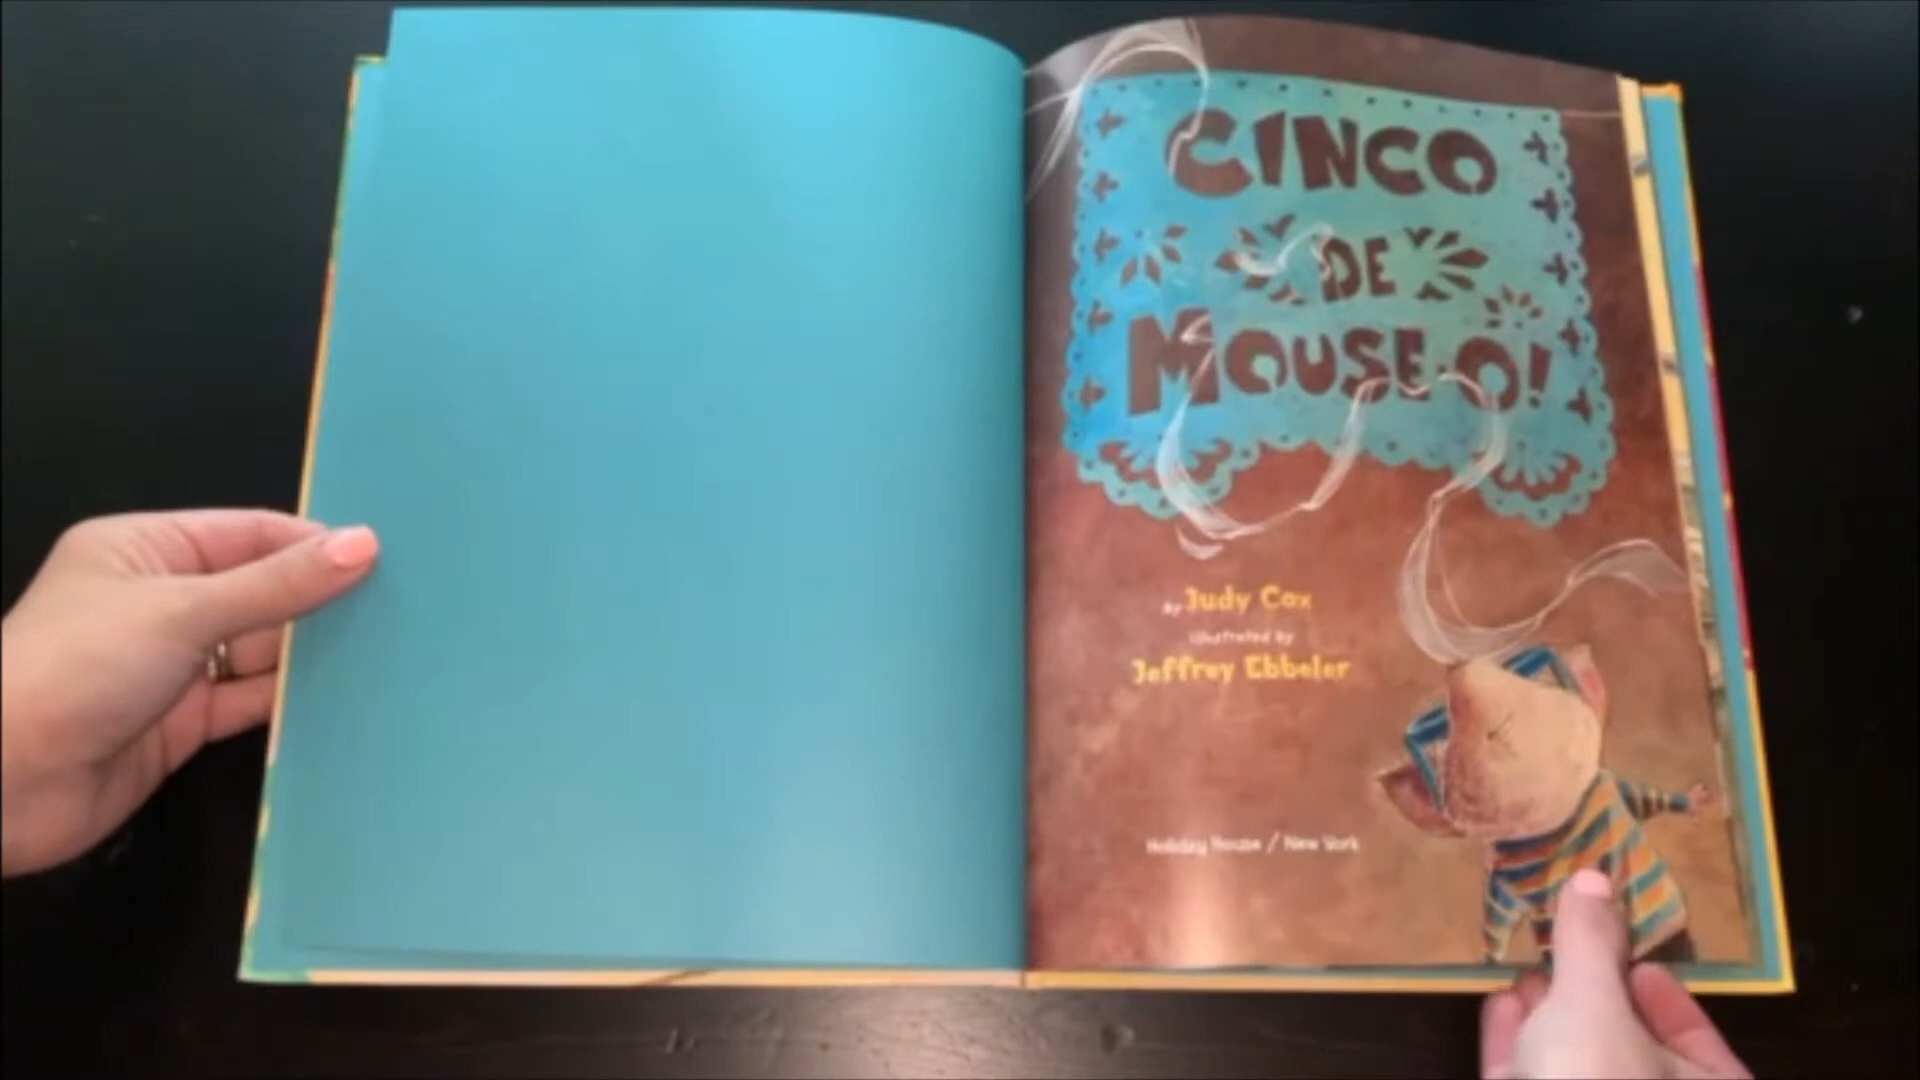 CINCO
DE
MOUSE-O!
by Judy Cox
illustrated by
Jeffrey Ebbeler
Holiday House / New York